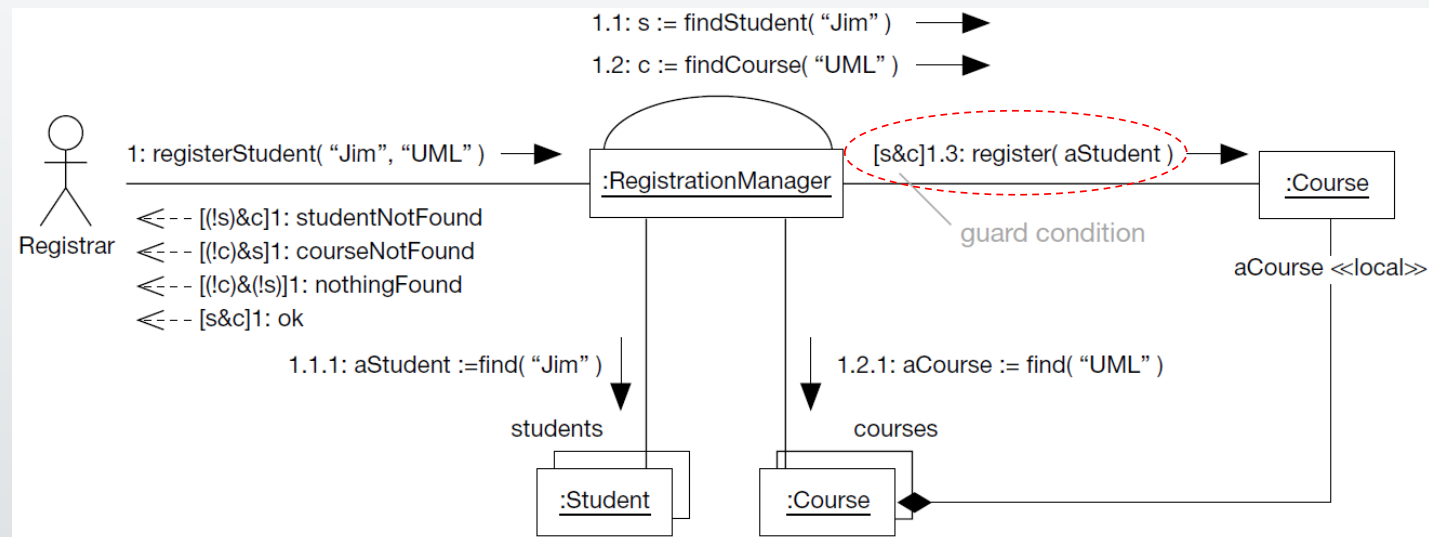 1.1: s := findStudent( “Jim” )
1.2: c := findCourse( “UML” )
1: registerStudent( “Jim”, “UML” )
:RegistrationManager
[s&c]1.3: register( aStudent )
:Course
guard condition
Registrar
[(!s)&c]1: studentNotFound
[(!c)&s]1: courseNotFound
[(!c)&(!s)]1: nothingFound
[s&c]1: ok
aCourse «local»
1.1.1: aStudent :=find( “Jim” )
1.2.1: aCourse := find( “UML” )
students
courses
:Student
:Course